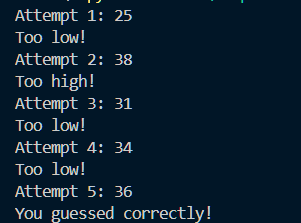 Attempt 1: 25
Too low!
Attempt 2: 38
Too high!
Attempt 3: 31
Too low!
Attempt 4: 34
Too low!
Attempt 5: 36
You guessed correctly!